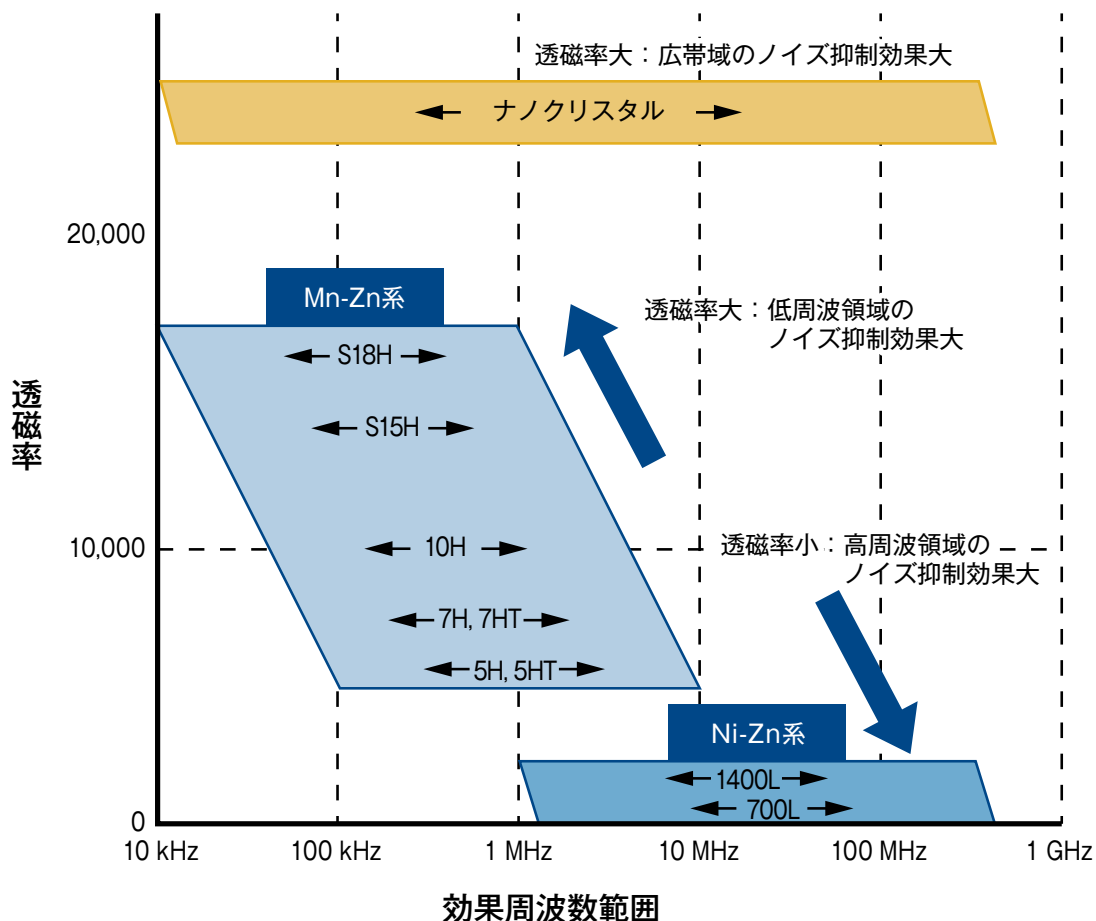 透磁率大：広帯域のノイズ抑制効果大
ナノクリスタル
20,000
Mn-Zn系
透磁率大：低周波領域の
ノイズ抑制効果大
S18H
透磁率
S15H
10,000
10H
透磁率小：高周波領域の
ノイズ抑制効果大
7H, 7HT
5H, 5HT
Ni-Zn系
1400L
700L
0
10 kHz
100 kHz
1 MHz
10 MHz
100 MHz
1 GHz
効果周波数範囲